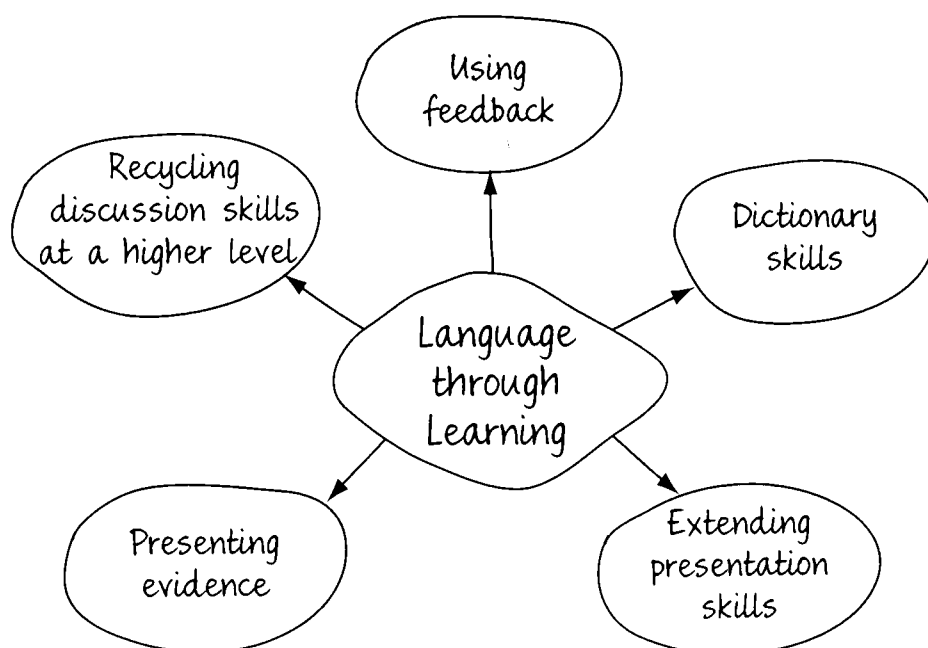 Using
feedback
Recycling
discussion skills
at a higher level
Dictionary
skills
Language
through
Learning
Presenting
evidence
Extending
presentation
skills